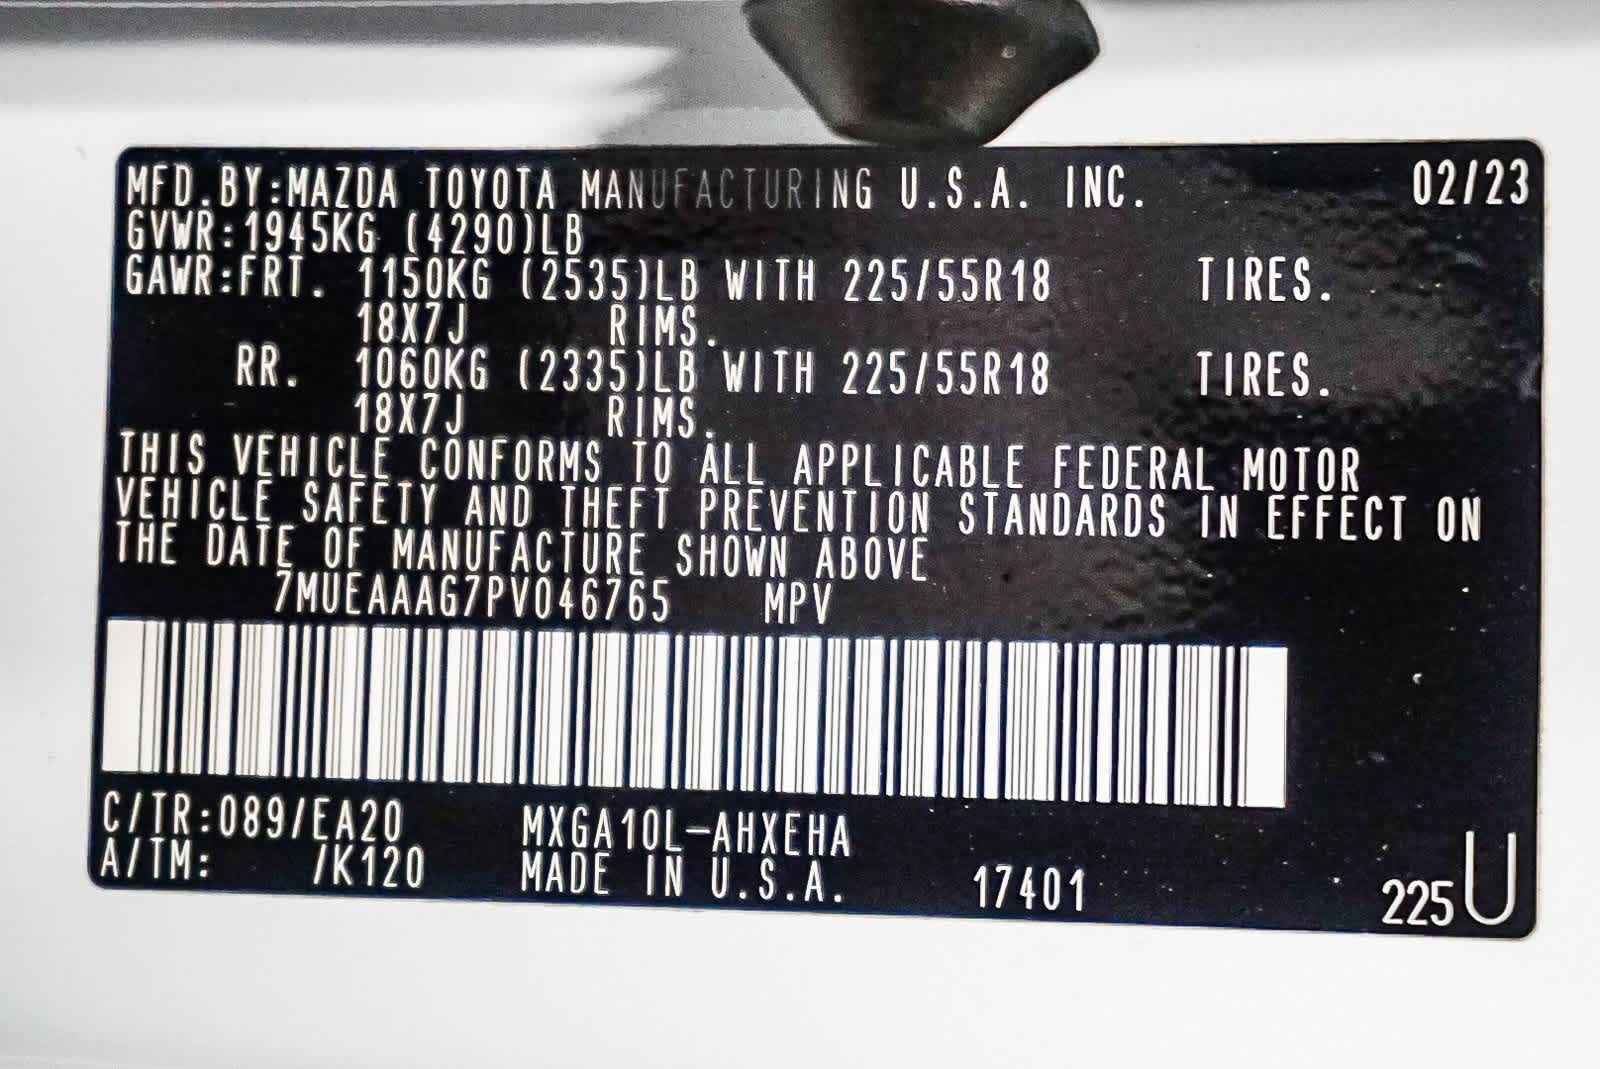 MFD.BY:MAZDA TOYOTA MANUFACTURING U.S.A. INC. 02/23
GVWR:1945KG (4290)LB
GAWR:FRT. 1150KG (2535)LB WITH 225/55R18 TIRES.
18X7J RIMS.
RR. 1060KG (2335)LB WITH 225/55R18 TIRES.
18X7J RIMS.
THIS VEHICLE CONFORMS TO ALL APPLICABLE FEDERAL MOTOR
VEHICLE SAFETY AND THEFT PREVENTION STANDARDS IN EFFECT ON
THE DATE OF MANUFACTURE SHOWN ABOVE
7MUEAAAG7PV046765 MPV
C/TR:089/EA20 MXGA10L-AHXEHA
A/TM: /K120 MADE IN U.S.A. 17401 225U